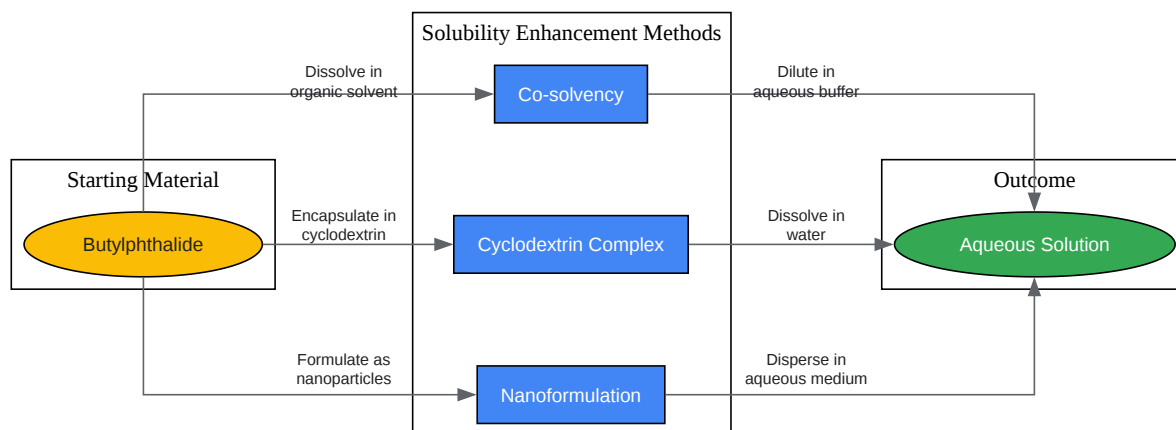 Solubility Enhancement Methods
Dissolve in
organic solvent
Co-solvency
Dilute in
aqueous buffer
Starting Material
Butylphthalide
Encapsulate in
cyclodextrin
Cyclodextrin Complex
Dissolve in
water
Outcome
Aqueous Solution
Formulate as
nanoparticles
Nanoformulation
Disperse in
aqueous medium